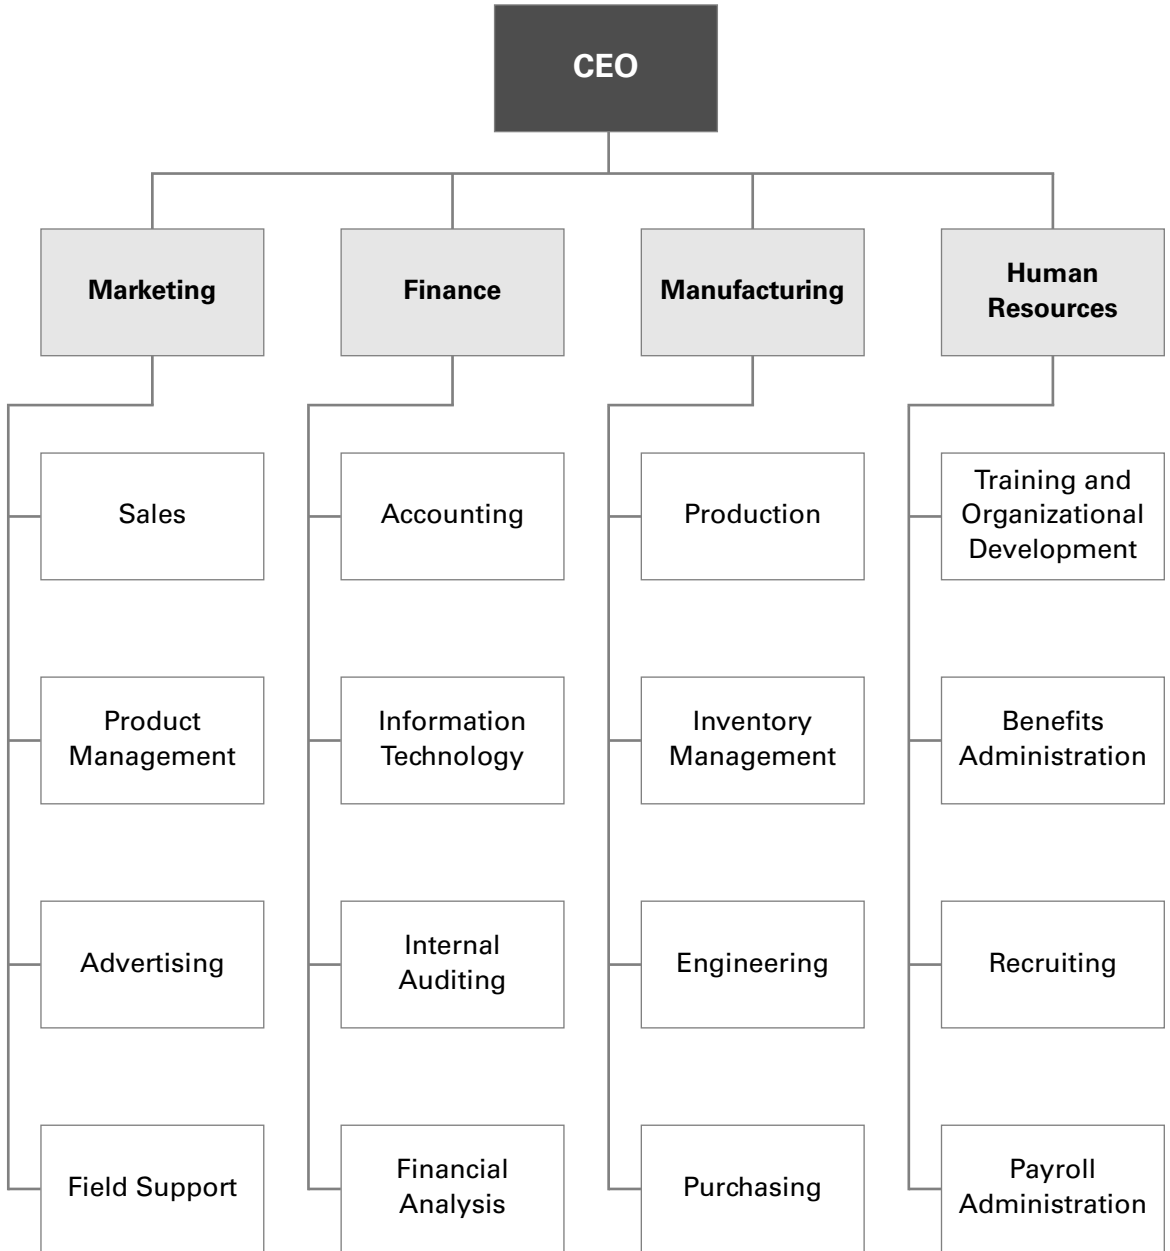 CEO
Marketing
Finance
Manufacturing
Human
Resources
Sales
Accounting
Production
Training and
Organizational
Development
Product
Management
Information
Technology
Inventory
Management
Benefits
Administration
Advertising
Internal
Auditing
Engineering
Recruiting
Field Support
Financial
Analysis
Purchasing
Payroll
Administration